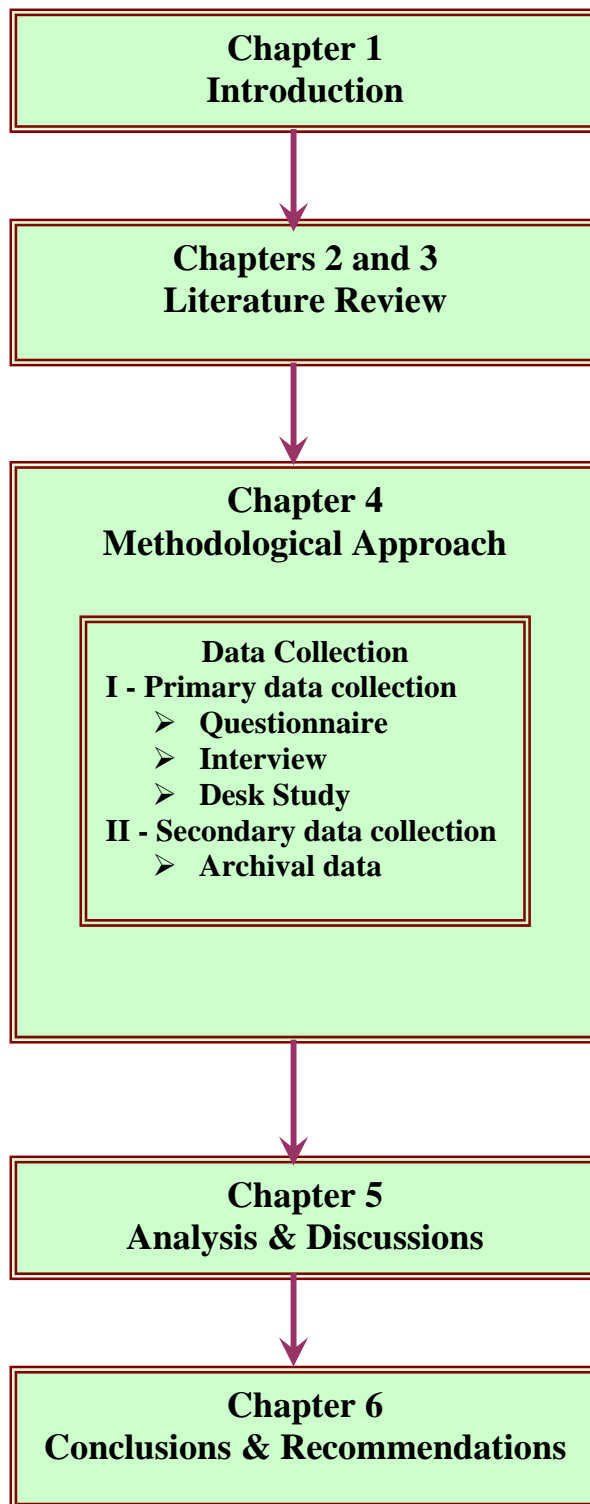 Chapter 1
Introduction
Chapters 2 and 3
Literature Review
Chapter 4
Methodological Approach
Data Collection
I - Primary data collection
➢ Questionnaire
➢ Interview
➢ Desk Study
II - Secondary data collection
➢ Archival data
Chapter 5
Analysis & Discussions
Chapter 6
Conclusions & Recommendations